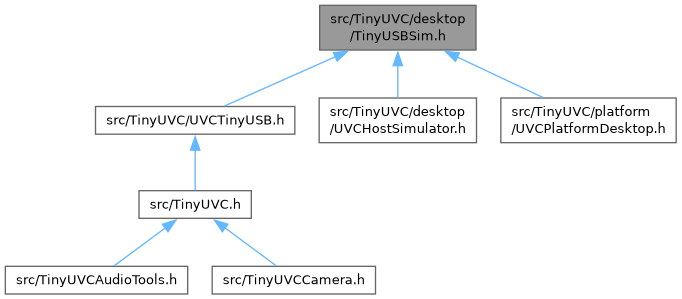 src/TinyUVC/desktop
/TinyUSBSim.h
src/TinyUVC/UVCTinyUSB.h
src/TinyUVC/desktop
/UVCHostSimulator.h
src/TinyUVC/platform
/UVCPlatformDesktop.h
src/TinyUVC.h
src/TinyUVCAudioTools.h
src/TinyUVCCamera.h